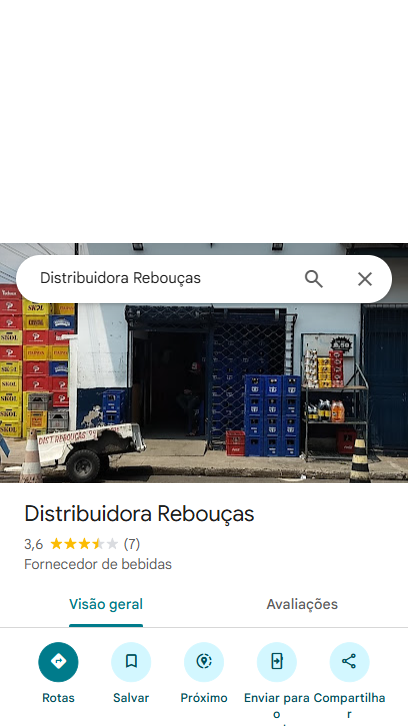 Distribuidora Rebouças
SKOL
SKOL
SKOL
SKOL
DIST REBOUÇAS
Distribuidora Rebouças
3,6 (7)
Fornecedor de bebidas
Visão geral Avaliações
Rotas Salvar Próximo Enviar para o Compartilhar